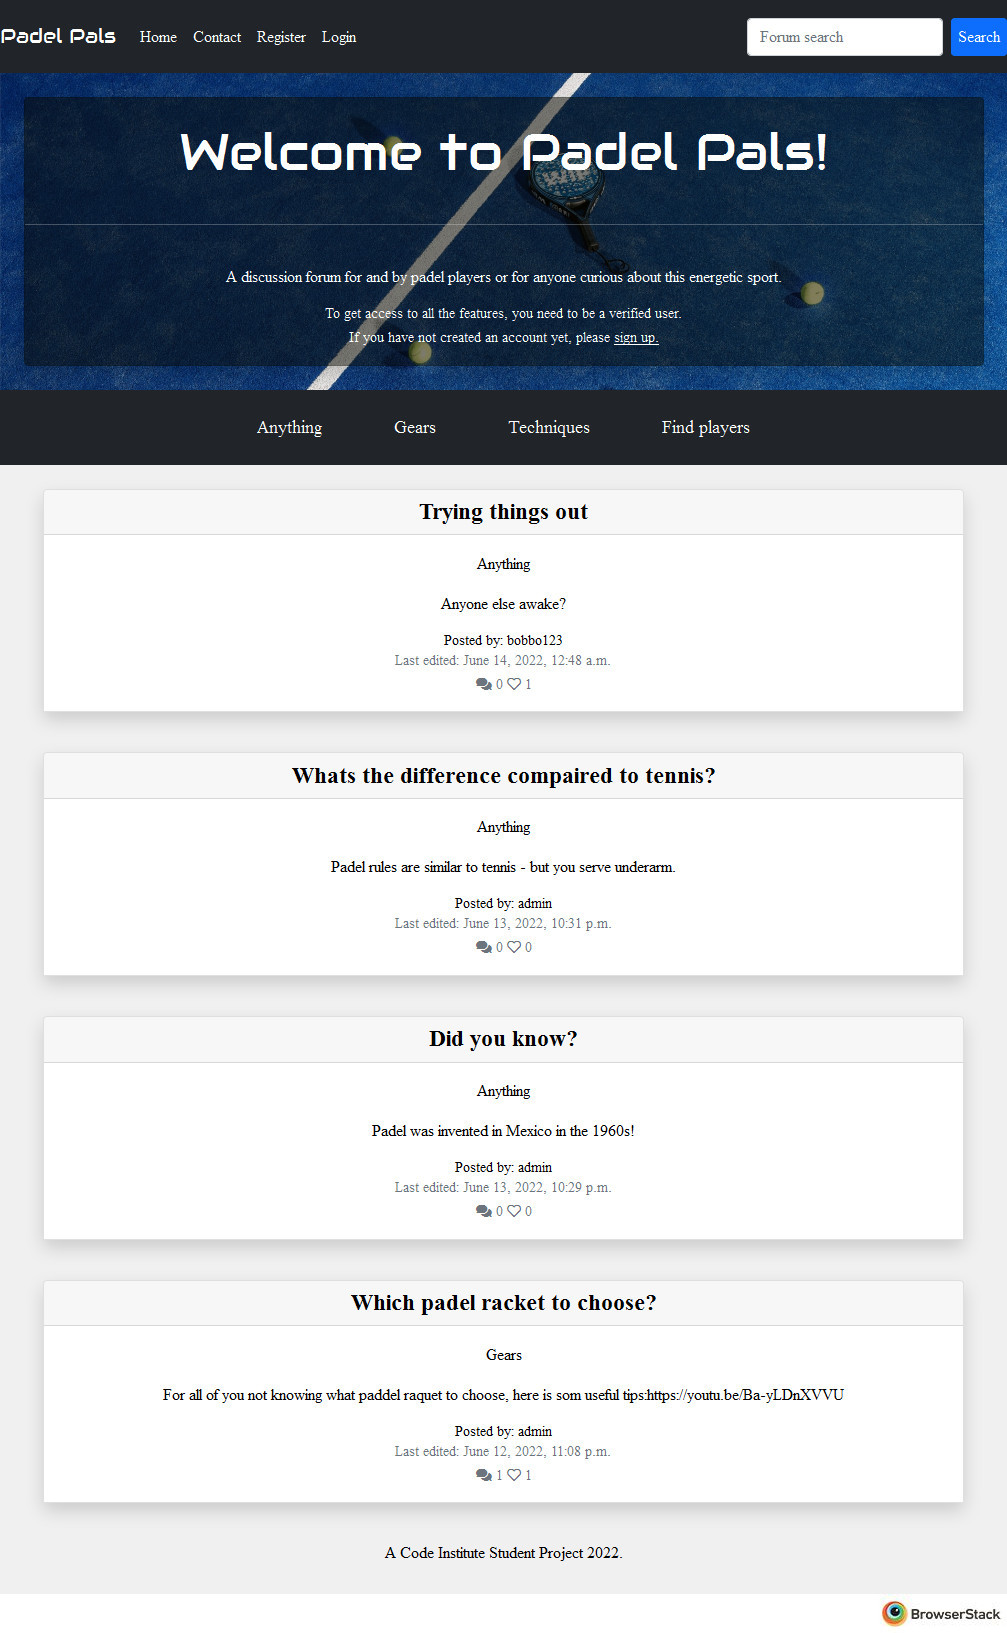 Padel Pals Home Contact Register Login Forum search Search
Welcome to Padel Pals!
A discussion forum for and by padel players or for anyone curious about this energetic sport.
To get access to all the features, you need to be a verified user.
If you have not created an account yet, please sign up.
Anything Gears Techniques Find players
Trying things out
Anything
Anyone else awake?
Posted by: bobbo123
Last edited: June 14, 2022, 12:48 a.m.
0 1
Whats the difference compaired to tennis?
Anything
Padel rules are similar to tennis - but you serve underarm.
Posted by: admin
Last edited: June 13, 2022, 10:31 p.m.
0 0
Did you know?
Anything
Padel was invented in Mexico in the 1960s!
Posted by: admin
Last edited: June 13, 2022, 10:29 p.m.
0 0
Which padel racket to choose?
Gears
For all of you not knowing what paddel raquet to choose, here is som useful tips:https://youtu.be/Ba-yLDnXVVU
Posted by: admin
Last edited: June 12, 2022, 11:08 p.m.
1 1
A Code Institute Student Project 2022.
BrowserStack